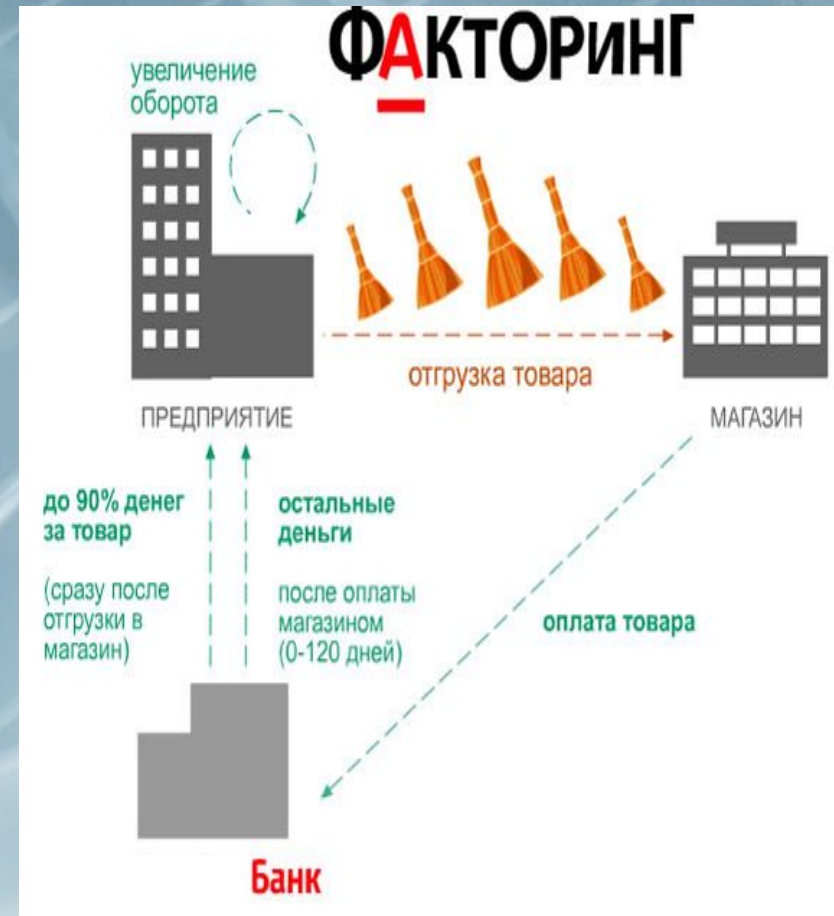 ФАКТОРИНГ
увеличение
оборота
отгрузка товара
ПРЕДПРИЯТИЕ
МАГАЗИН
до 90% денег
за товар
(сразу после
отгрузки в
магазин)
остальные
деньги
после оплаты
магазином
(0-120 дней)
оплата товара
Банк